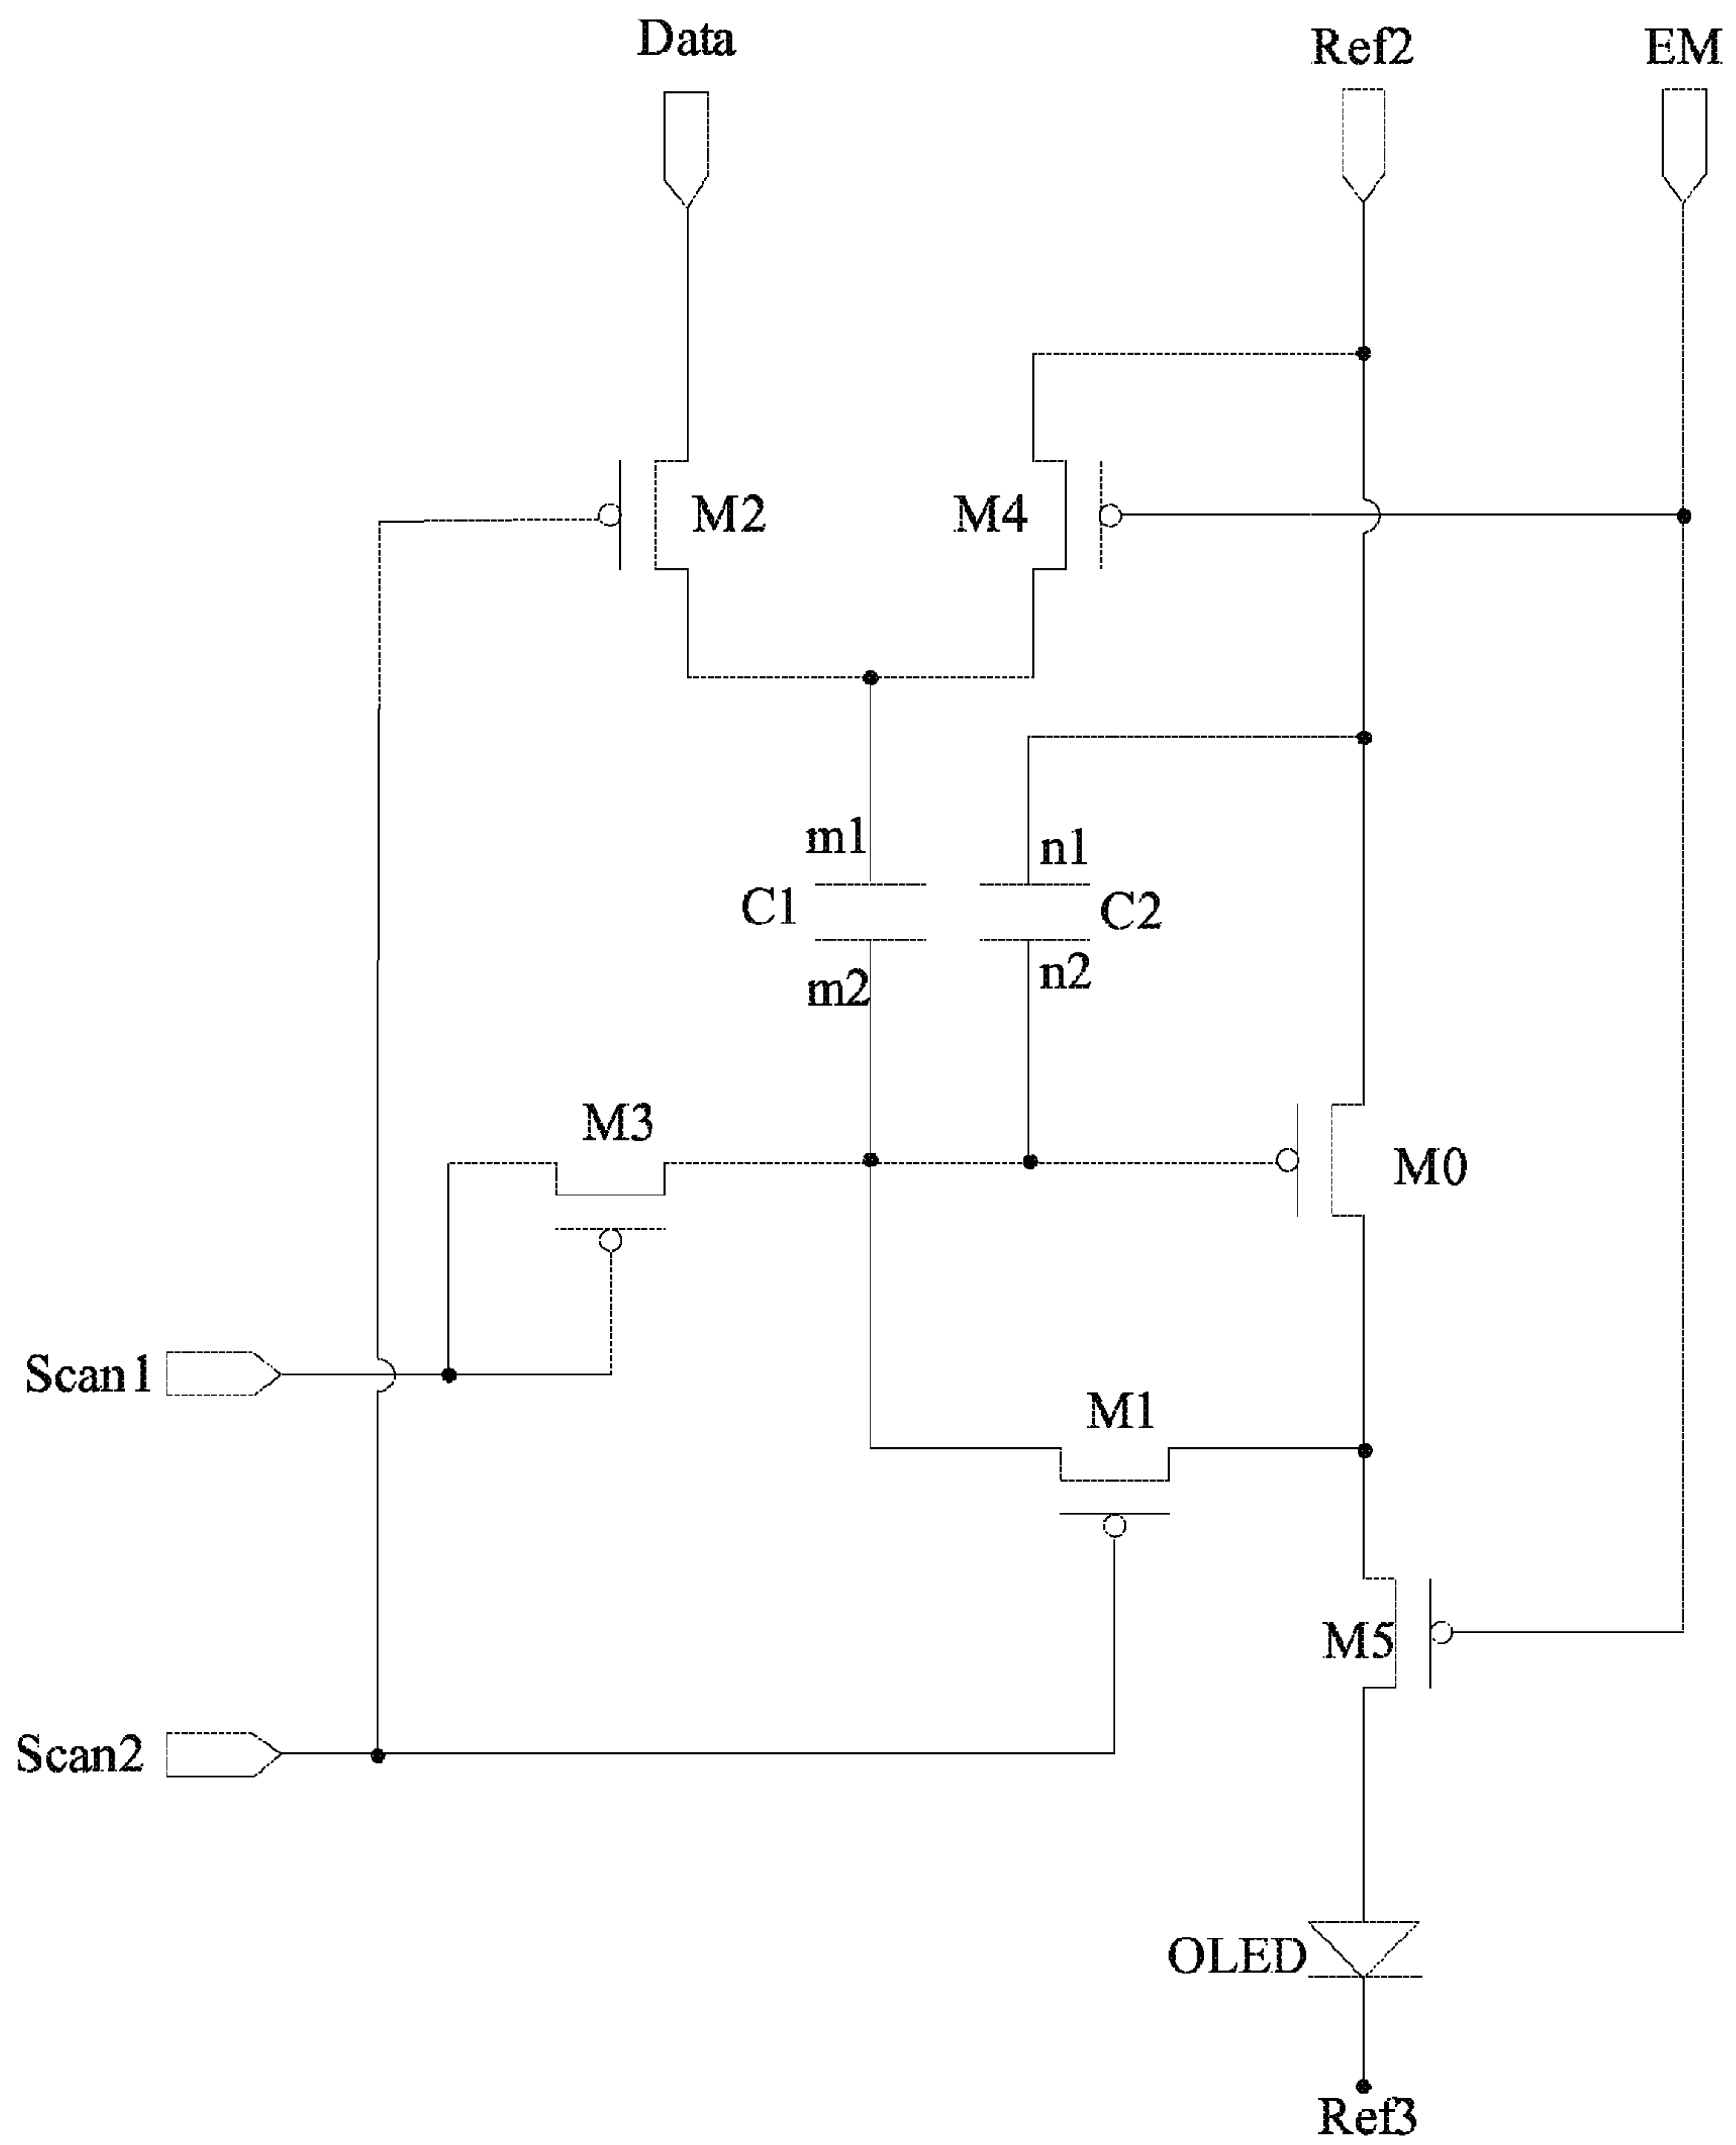 Data
Ref2
EM
M2
M4
m1
n1
C1
C2
m2
n2
M3
M0
Scan1
M1
M5
Scan2
OLED
Ref3